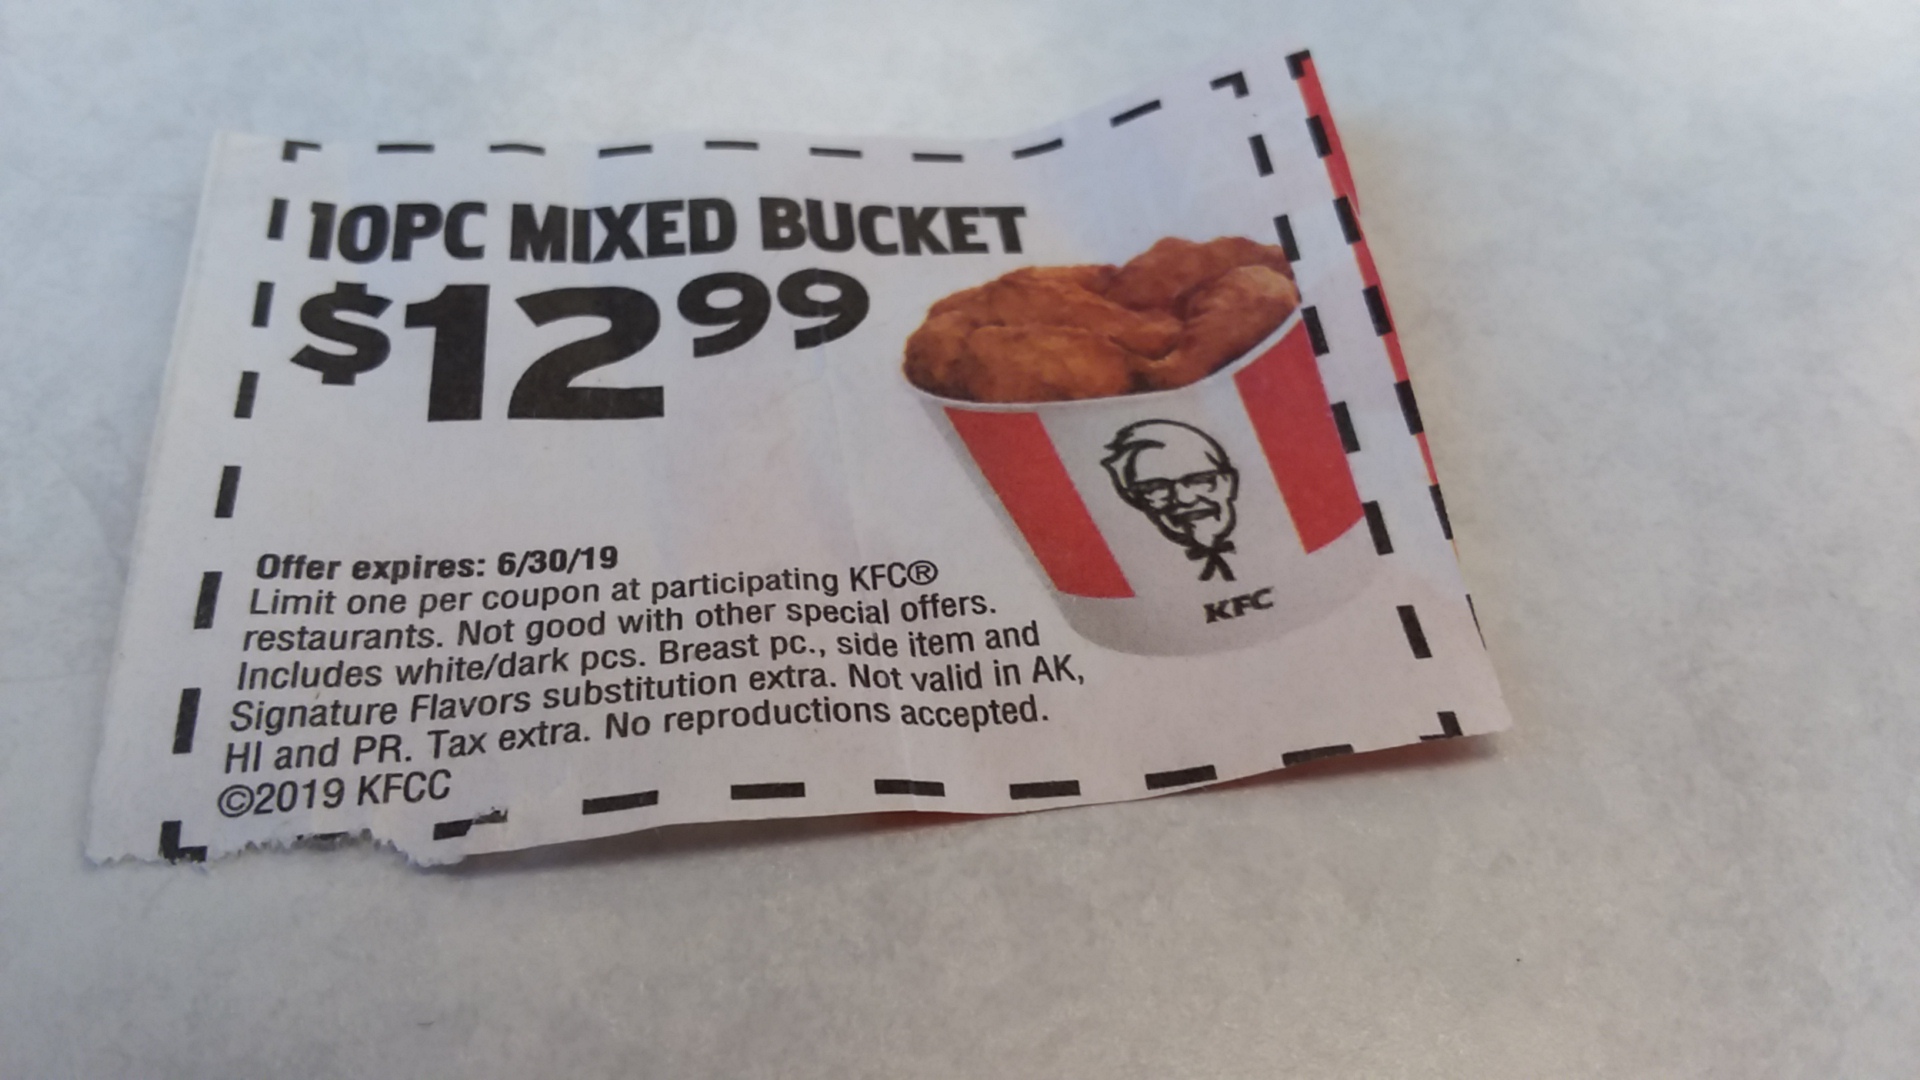 10PC MIXED BUCKET
$12.99
Offer expires: 6/30/19
Limit one per coupon at participating KFC®
restaurants. Not good with other special offers.
Includes white/dark pcs. Breast pc., side item and
Signature Flavors substitution extra. Not valid in AK,
HI and PR. Tax extra. No reproductions accepted.
©2019 KFCC
KFC